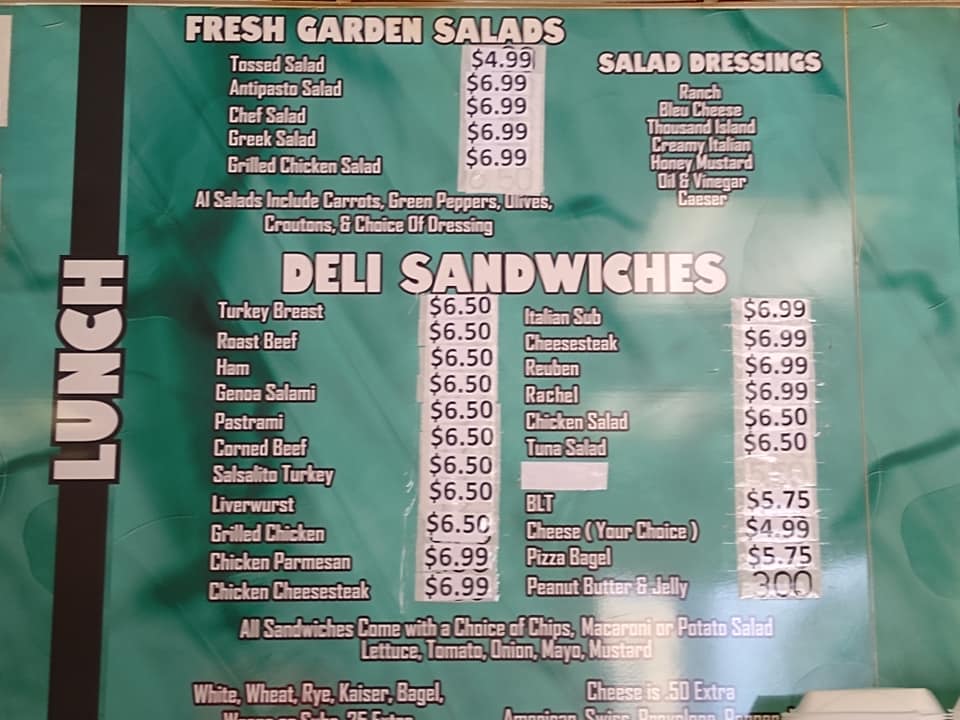 LUNCH
FRESH GARDEN SALADS
Tossed Salad $4.99
Antipasto Salad $6.99
Chef Salad $6.99
Greek Salad $6.99
Grilled Chicken Salad $6.99
Al Salads Include Carrots, Green Peppers, Olives,
Croutons, & Choice Of Dressing
SALAD DRESSINGS
Ranch
Bleu Cheese
Thousand Island
Creamy Italian
Honey Mustard
Oil & Vinegar
Caeser
DELI SANDWICHES
Turkey Breast $6.50
Roast Beef $6.50
Ham $6.50
Genoa Salami $6.50
Pastrami $6.50
Corned Beef $6.50
Salsalito Turkey $6.50
Liverwurst $6.50
Grilled Chicken $6.50
Chicken Parmesan $6.99
Chicken Cheesesteak $6.99
Italian Sub $6.99
Cheesesteak $6.99
Reuben $6.99
Rachel $6.99
Chicken Salad $6.50
Tuna Salad $6.50
BLT $5.75
Cheese ( Your Choice ) $4.99
Pizza Bagel $5.75
Peanut Butter & Jelly 3.00
All Sandwiches Come with a Choice of Chips, Macaroni or Potato Salad
Lettuce, Tomato, Onion, Mayo, Mustard
White, Wheat, Rye, Kaiser, Bagel,
Cheese is .50 Extra
American, Swiss, Provolone,